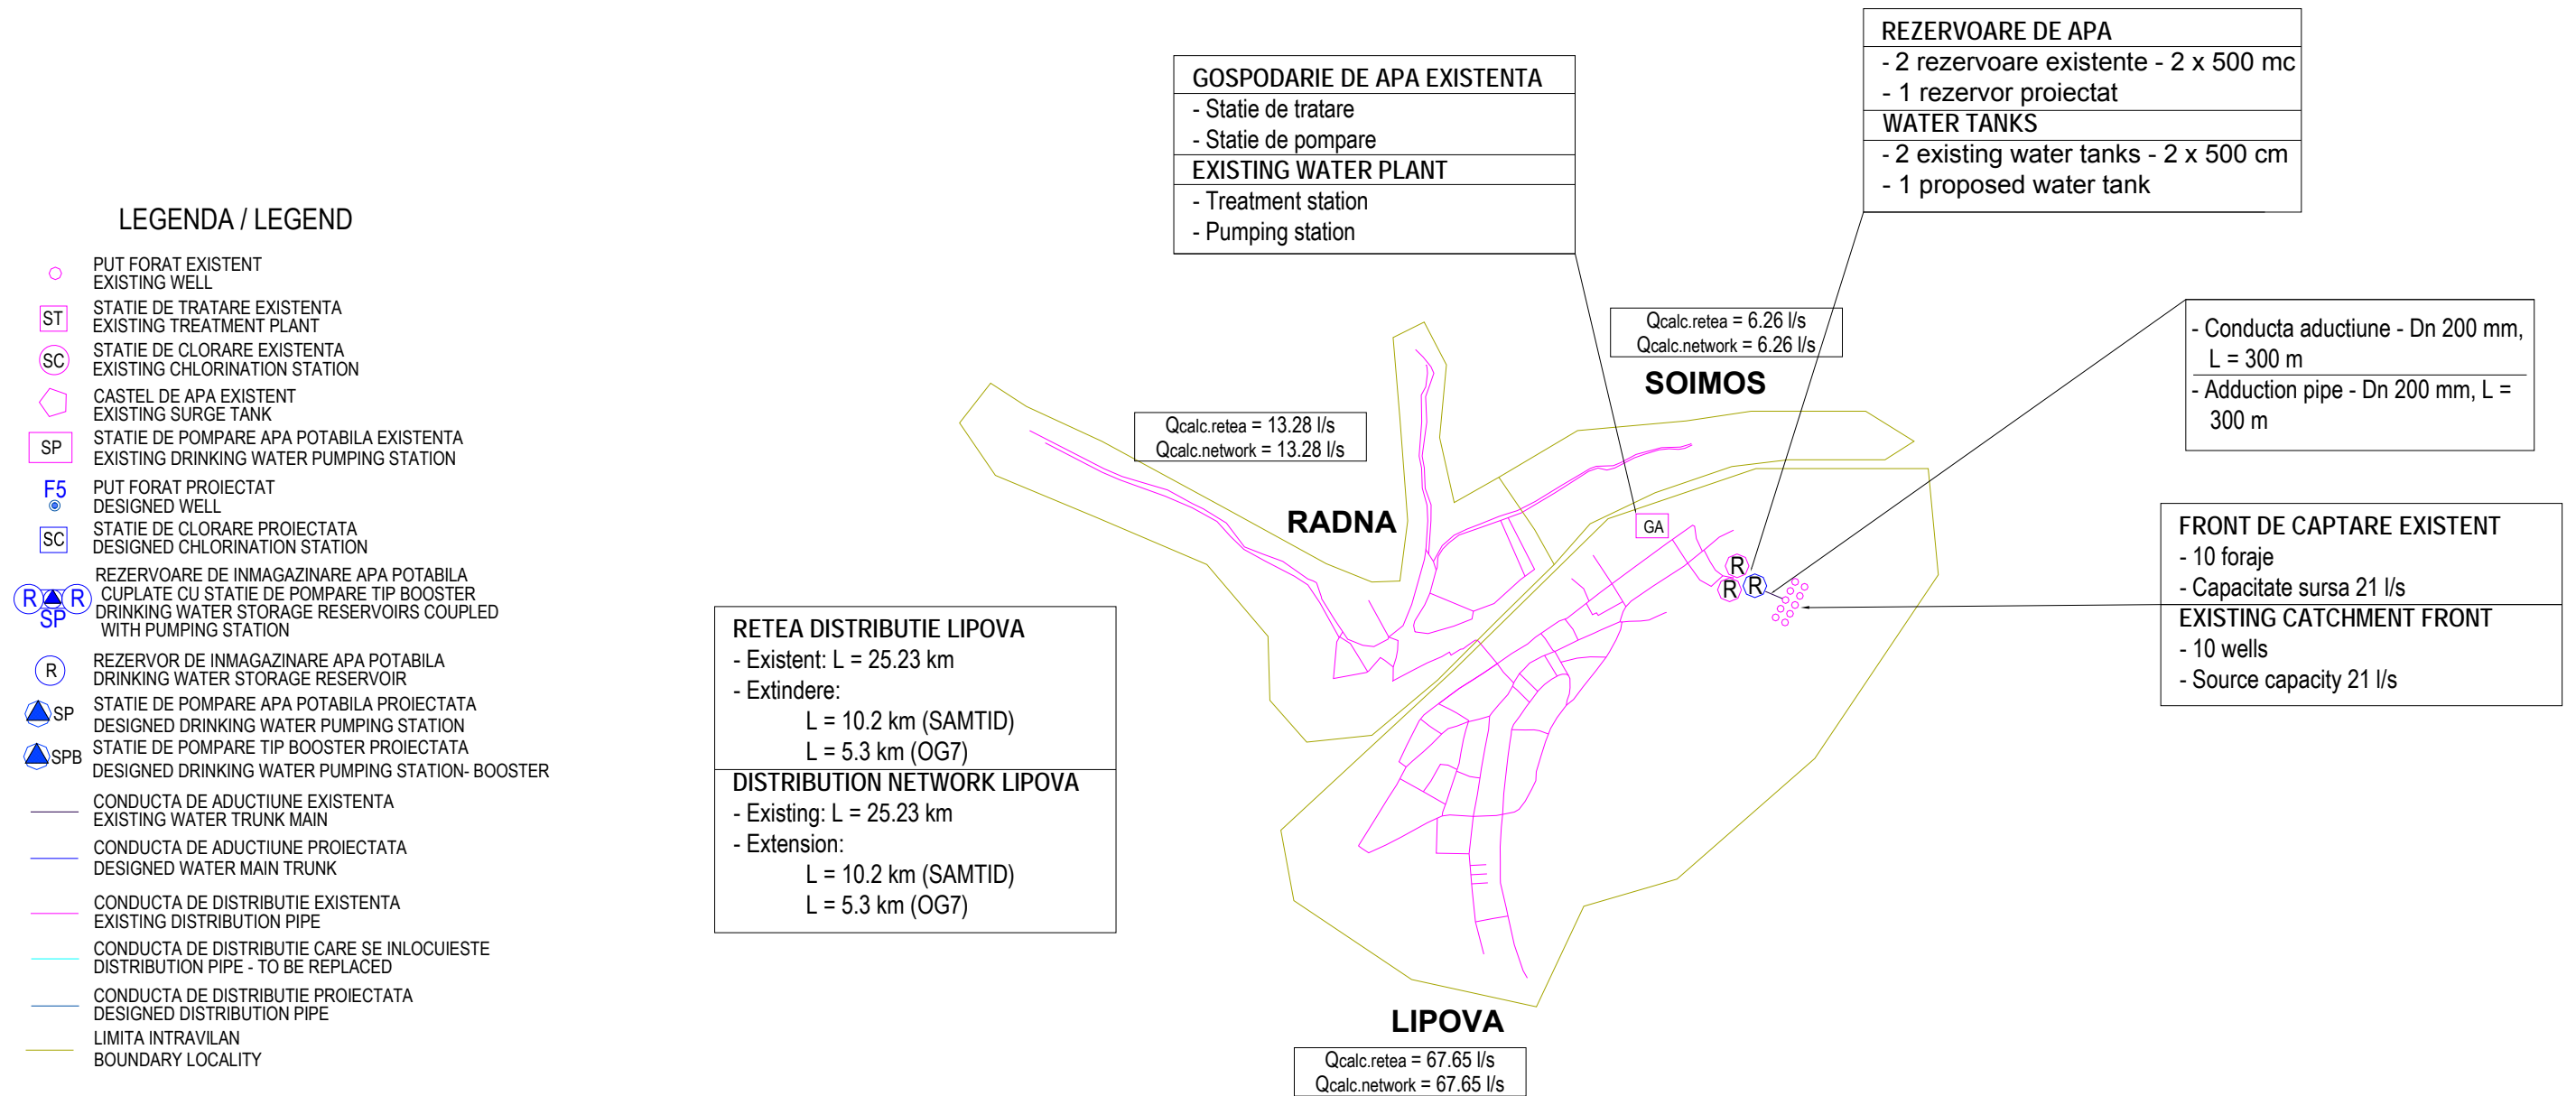 LEGENDA / LEGEND
PUT FORAT EXISTENT
EXISTING WELL
ST
STATIE DE TRATARE EXISTENTA
EXISTING TREATMENT PLANT
SC
STATIE DE CLORARE EXISTENTA
EXISTING CHLORINATION STATION
CASTEL DE APA EXISTENT
EXISTING SURGE TANK
SP
STATIE DE POMPARE APA POTABILA EXISTENTA
EXISTING DRINKING WATER PUMPING STATION
F5
PUT FORAT PROIECTAT
DESIGNED WELL
SC
STATIE DE CLORARE PROIECTATA
DESIGNED CHLORINATION STATION
R R
SP
REZERVOARE DE INMAGAZINARE APA POTABILA
CUPLATE CU STATIE DE POMPARE TIP BOOSTER
DRINKING WATER STORAGE RESERVOIRS COUPLED
WITH PUMPING STATION
R
REZERVOR DE INMAGAZINARE APA POTABILA
DRINKING WATER STORAGE RESERVOIR
SP
STATIE DE POMPARE APA POTABILA PROIECTATA
DESIGNED DRINKING WATER PUMPING STATION
SPB
STATIE DE POMPARE TIP BOOSTER PROIECTATA
DESIGNED DRINKING WATER PUMPING STATION- BOOSTER
CONDUCTA DE ADUCTIUNE EXISTENTA
EXISTING WATER TRUNK MAIN
CONDUCTA DE ADUCTIUNE PROIECTATA
DESIGNED WATER MAIN TRUNK
CONDUCTA DE DISTRIBUTIE EXISTENTA
EXISTING DISTRIBUTION PIPE
CONDUCTA DE DISTRIBUTIE CARE SE INLOCUIESTE
DISTRIBUTION PIPE - TO BE REPLACED
CONDUCTA DE DISTRIBUTIE PROIECTATA
DESIGNED DISTRIBUTION PIPE
LIMITA INTRAVILAN
BOUNDARY LOCALITY
GOSPODARIE DE APA EXISTENTA
- Statie de tratare
- Statie de pompare
EXISTING WATER PLANT
- Treatment station
- Pumping station
REZERVOARE DE APA
- 2 rezervoare existente - 2 x 500 mc
- 1 rezervor proiectat
WATER TANKS
- 2 existing water tanks - 2 x 500 cm
- 1 proposed water tank
Qcalc.retea = 6.26 l/s
Qcalc.network = 6.26 l/s
SOIMOS
- Conducta aductiune - Dn 200 mm,
L = 300 m
- Adduction pipe - Dn 200 mm, L =
300 m
Qcalc.retea = 13.28 l/s
Qcalc.network = 13.28 l/s
RADNA
GA
R
R
R
FRONT DE CAPTARE EXISTENT
- 10 foraje
- Capacitate sursa 21 l/s
EXISTING CATCHMENT FRONT
- 10 wells
- Source capacity 21 l/s
RETEA DISTRIBUTIE LIPOVA
- Existent: L = 25.23 km
- Extindere:
L = 10.2 km (SAMTID)
L = 5.3 km (OG7)
DISTRIBUTION NETWORK LIPOVA
- Existing: L = 25.23 km
- Extension:
L = 10.2 km (SAMTID)
L = 5.3 km (OG7)
LIPOVA
Qcalc.retea = 67.65 l/s
Qcalc.network = 67.65 l/s